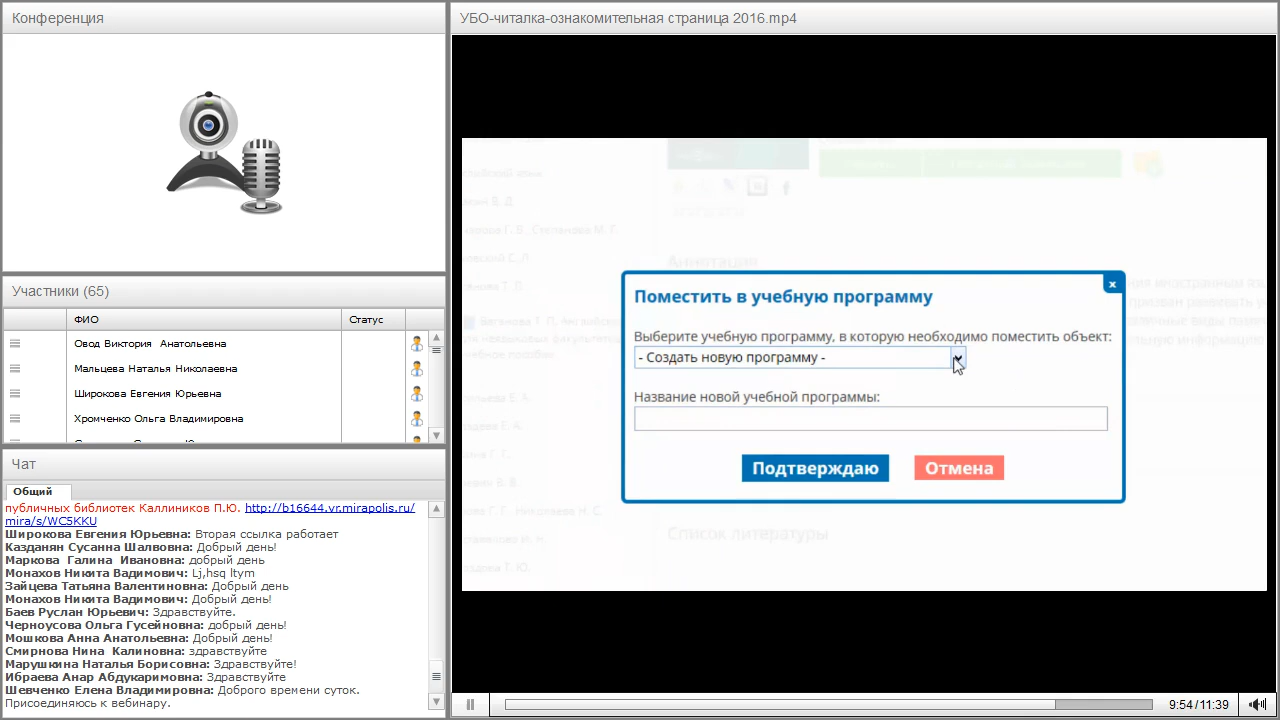 Конференция
УБО-читалка-ознакомительная страница 2016.mp4
Участники (65)
ФИО
Статус
Овод Виктория Анатольевна
Мальцева Наталья Николаевна
Широкова Евгения Юрьевна
Хромченко Ольга Владимировна
Чат
Общий
публичных библиотек Каллиников П.Ю. http://b16644.vr.mirapolis.ru/
mira/s/WC5KKU
Широкова Евгения Юрьевна: Вторая ссылка работает
Казданян Сусанна Шалвовна: Добрый день!
Маркова Галина Ивановна: добрый день
Монахов Никита Вадимович: Lj,hsq ltym
Зайцева Татьяна Валентиновна: Добрый день
Монахов Никита Вадимович: Добрый день!
Баев Руслан Юрьевич: Здравствуйте.
Черноусова Ольга Гусейновна: добрый день!
Мошкова Анна Анатольевна: Добрый день!
Смирнова Нина Калиновна: здравствуйте
Марушкина Наталья Борисовна: Здравствуйте!
Ибраева Анар Абдукаримовна: Здравствуйте
Шевченко Елена Владимировна: Доброго времени суток.
Присоединяюсь к вебинару.
Аннотация
x
Поместить в учебную программу
Выберите учебную программу, в которую необходимо поместить объект:
- Создать новую программу -
Название новой учебной программы:
Подтверждаю
Отмена
Список литературы
9:54/11:39